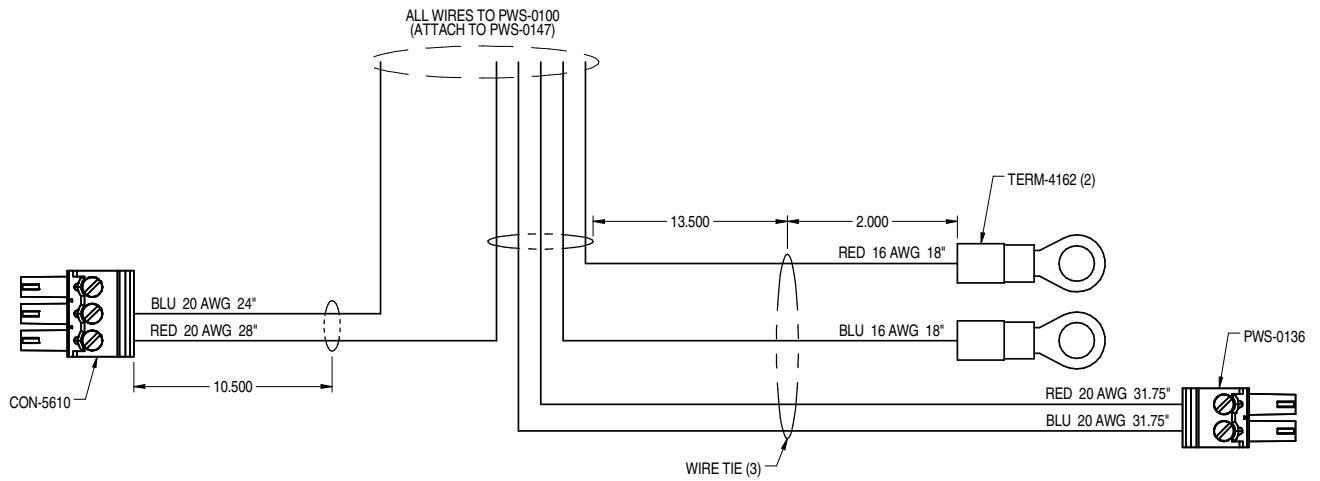 ALL WIRES TO PWS-0100
(ATTACH TO PWS-0147)
TERM-4162 (2)
13.500
2.000
RED 16 AWG 18"
BLU 20 AWG 24"
RED 20 AWG 28"
BLU 16 AWG 18"
PWS-0136
10.500
CON-5610
RED 20 AWG 31.75"
BLU 20 AWG 31.75"
WIRE TIE (3)